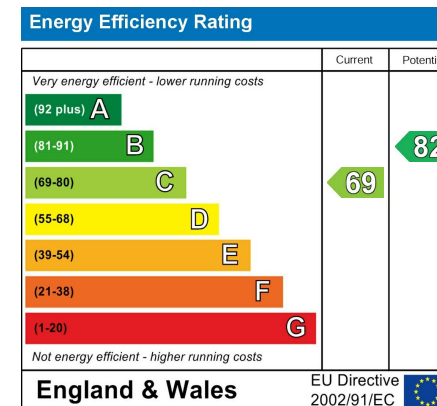 Energy Efficiency Rating
Current Potenti
Very energy efficient - lower running costs
(92 plus) A
(81-91) B 82
(69-80) C 69
(55-68) D
(39-54) E
(21-38) F
(1-20) G
Not energy efficient - higher running costs
England & Wales
EU Directive
2002/91/EC